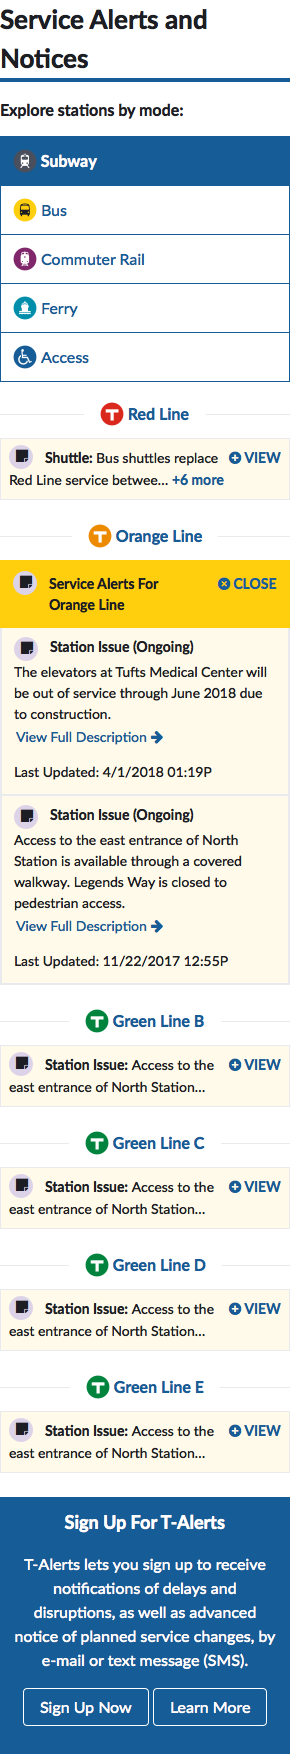 Service Alerts and
Notices
Explore stations by mode:
Subway
Bus
Commuter Rail
Ferry
Access
T Red Line
Shuttle: Bus shuttles replace VIEW
Red Line service betwee... +6 more
T Orange Line
Service Alerts For CLOSE
Orange Line
Station Issue (Ongoing)
The elevators at Tufts Medical Center will
be out of service through June 2018 due
to construction.
View Full Description
Last Updated: 4/1/2018 01:19P
Station Issue (Ongoing)
Access to the east entrance of North
Station is available through a covered
walkway. Legends Way is closed to
pedestrian access.
View Full Description
Last Updated: 11/22/2017 12:55P
T Green Line B
Station Issue: Access to the VIEW
east entrance of North Station...
T Green Line C
Station Issue: Access to the VIEW
east entrance of North Station...
T Green Line D
Station Issue: Access to the VIEW
east entrance of North Station...
T Green Line E
Station Issue: Access to the VIEW
east entrance of North Station...
Sign Up For T-Alerts
T-Alerts lets you sign up to receive
notifications of delays and
disruptions, as well as advanced
notice of planned service changes, by
e-mail or text message (SMS).
Sign Up Now Learn More